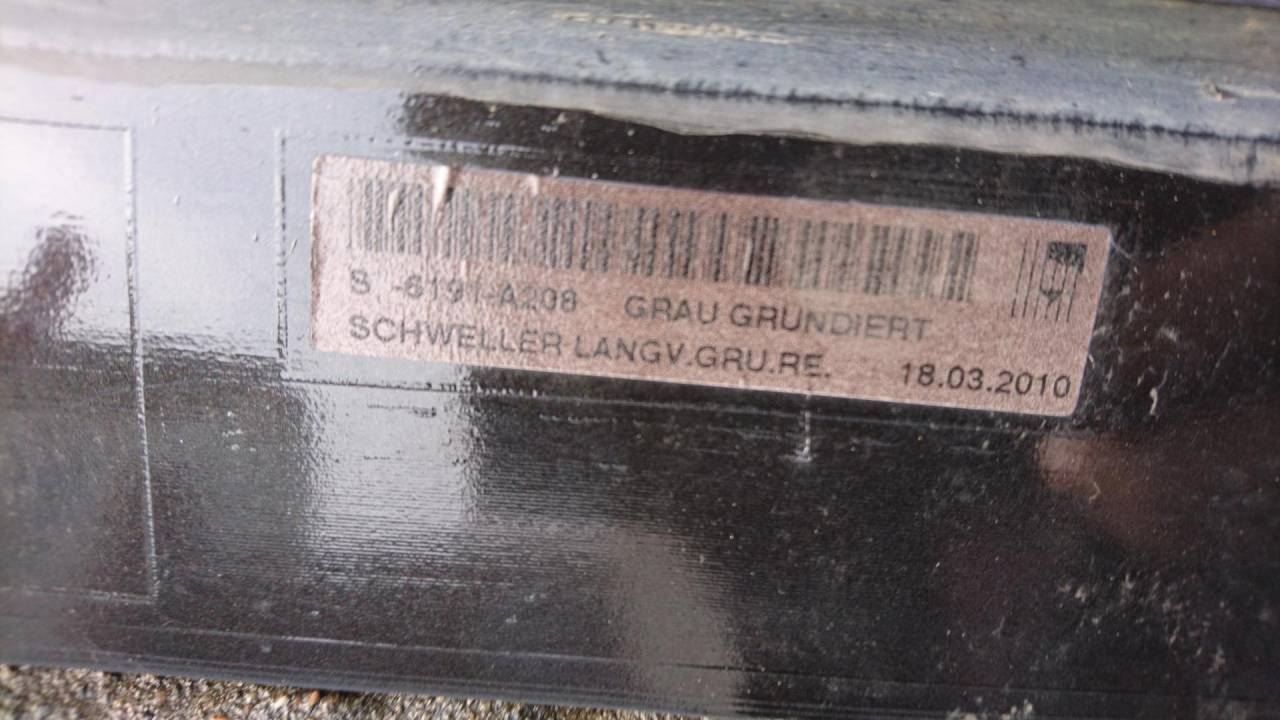 S -6191-A208 GRAU GRUNDIERT
SCHWELLER LANGV.GRU.RE. 18.03.2010